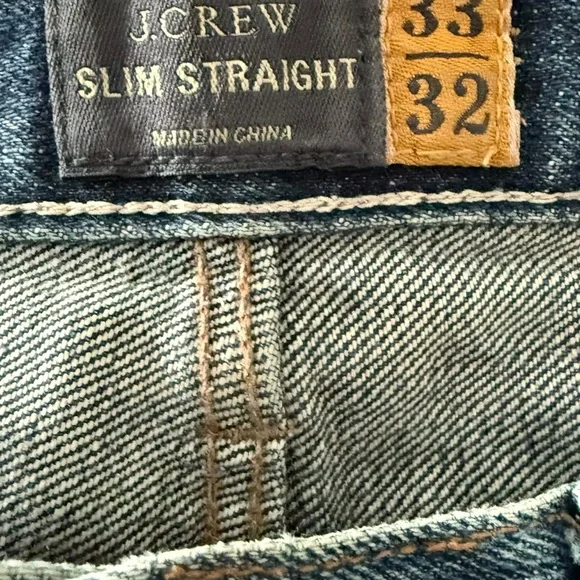 J.CREW
SLIM STRAIGHT
MADE IN CHINA
33
32